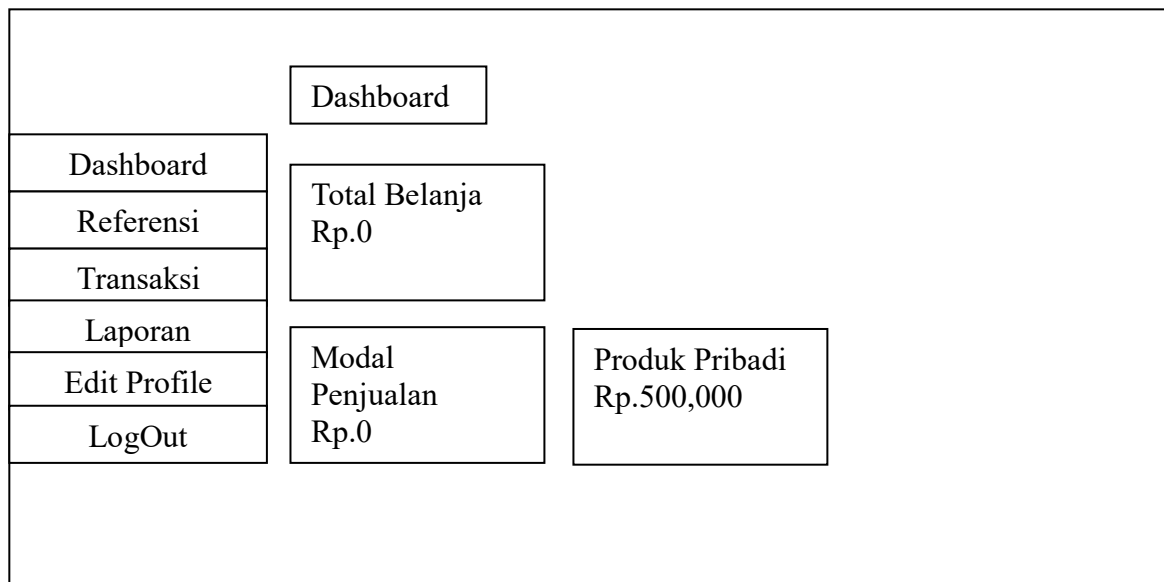 Dashboard
Dashboard
Referensi
Transaksi
Laporan
Edit Profile
LogOut
Total Belanja
Rp.0
Modal
Penjualan
Rp.0
Produk Pribadi
Rp.500,000